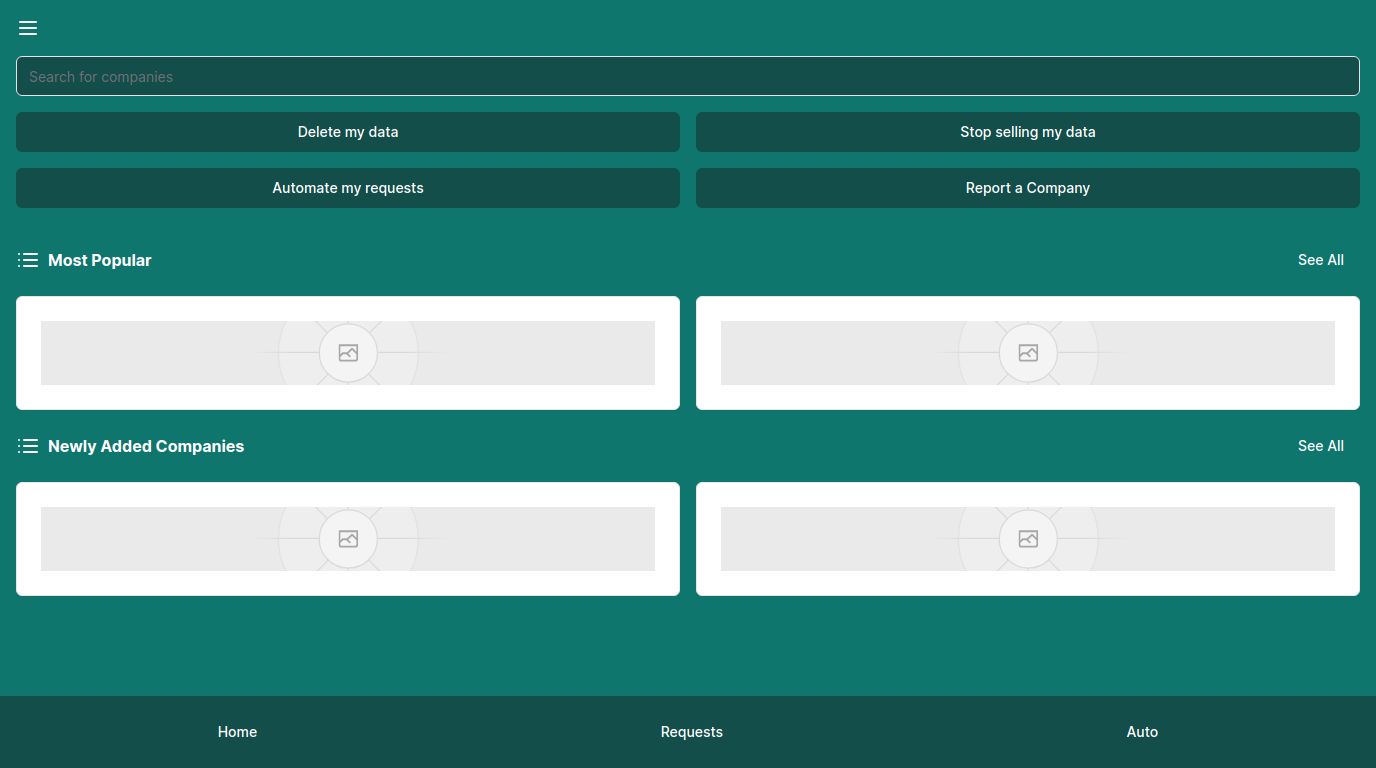 Search for companies
Delete my data
Stop selling my data
Automate my requests
Report a Company
Most Popular
See All
Newly Added Companies
See All
Home
Requests
Auto